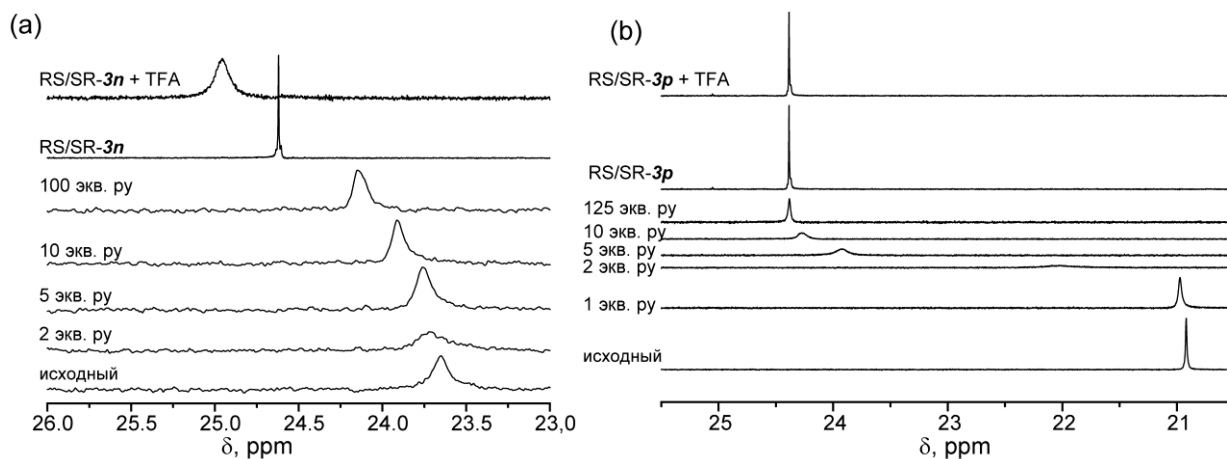 (a)
RS/SR-3n + TFA
RS/SR-3n
100 экв. py
10 экв. py
5 экв. py
2 экв. py
исходный
26.0 25.5 25.0 24.5 24.0 23.5 23,0
δ, ppm
(b)
RS/SR-3p + TFA
RS/SR-3p
125 экв. py
10 экв. py
5 экв. py
2 экв. py
1 экв. py
исходный
25 24 23 22 21
δ, ppm